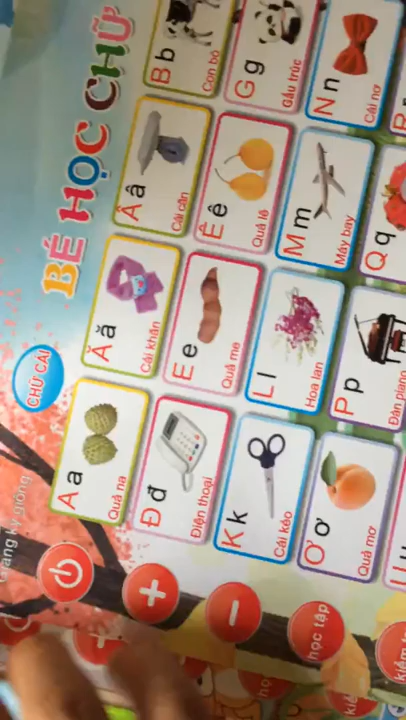 BÉ HỌC CHỮ
CHỮ CÁI
A a
Quả na
Ă ă
Cái khăn
Â â
Cái cân
B b
Con bò
Đ đ
Điện thoại
E e
Quả me
Ê ê
Quả lê
G g
Gấu trúc
K k
Cái kéo
L l
Hoa lan
M m
Máy bay
N n
Cái nơ
Ơ ơ
Quả mơ
P p
Đàn piano
Q q
học tập